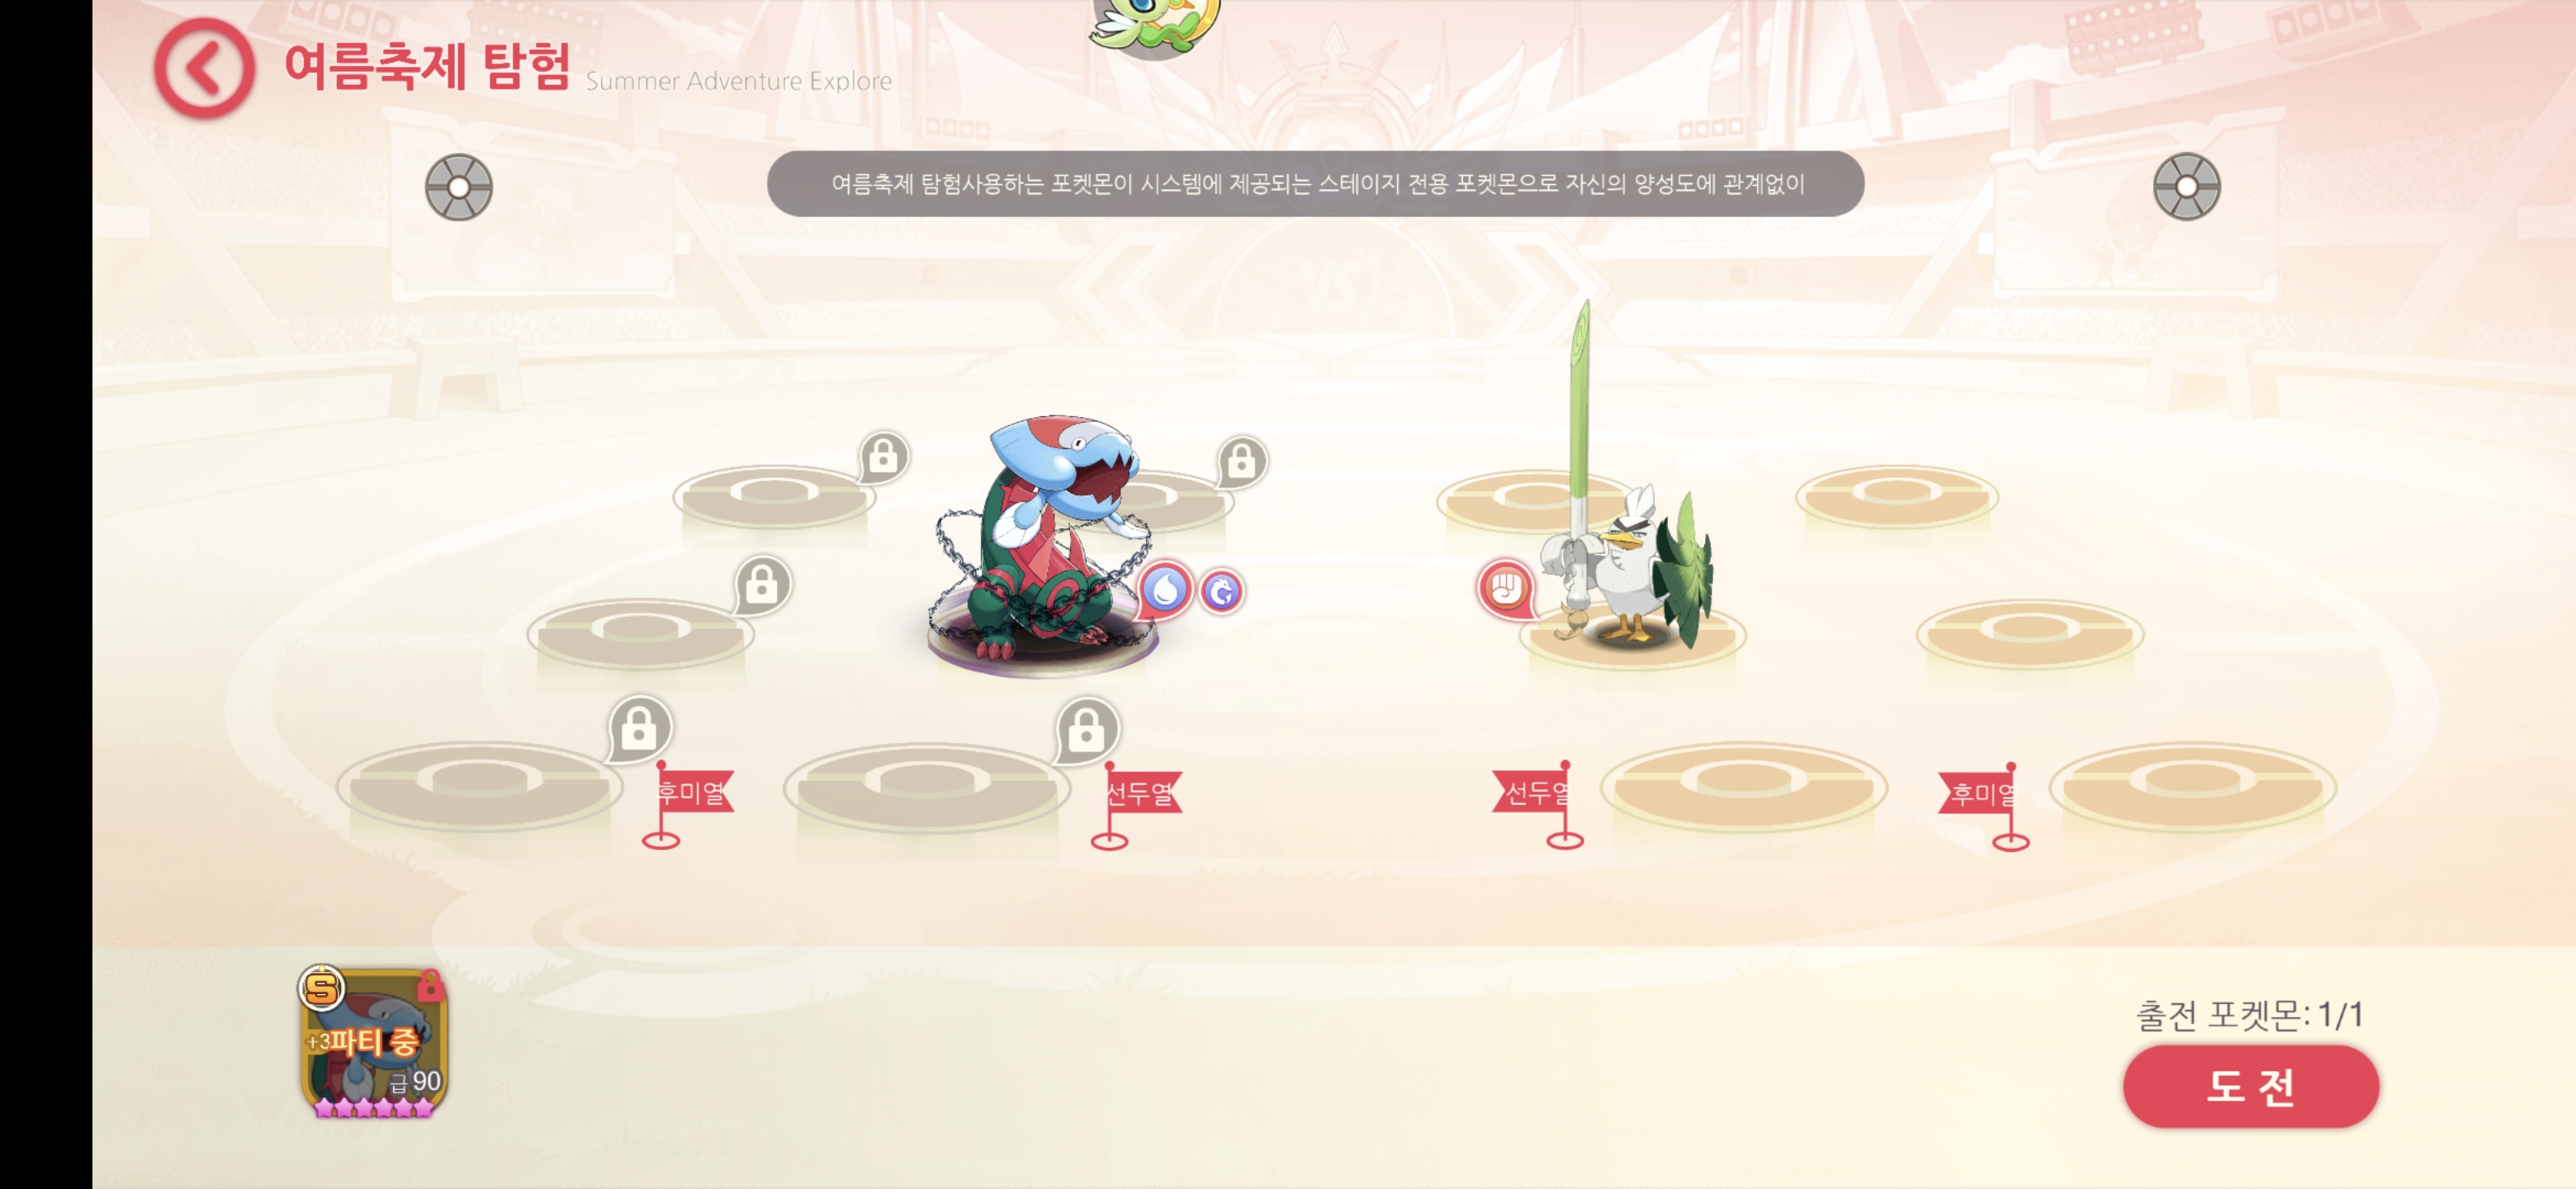 여름축제 탐험 Summer Adventure Explore
여름축제 탐험사용하는 포켓몬이 시스템에 제공되는 스테이지 전용 포켓몬으로 자신의 양성도에 관계없이
VS
후미열
선두열
선두열
후미열
S
+3파티 중
급90
출전 포켓몬: 1/1
도전